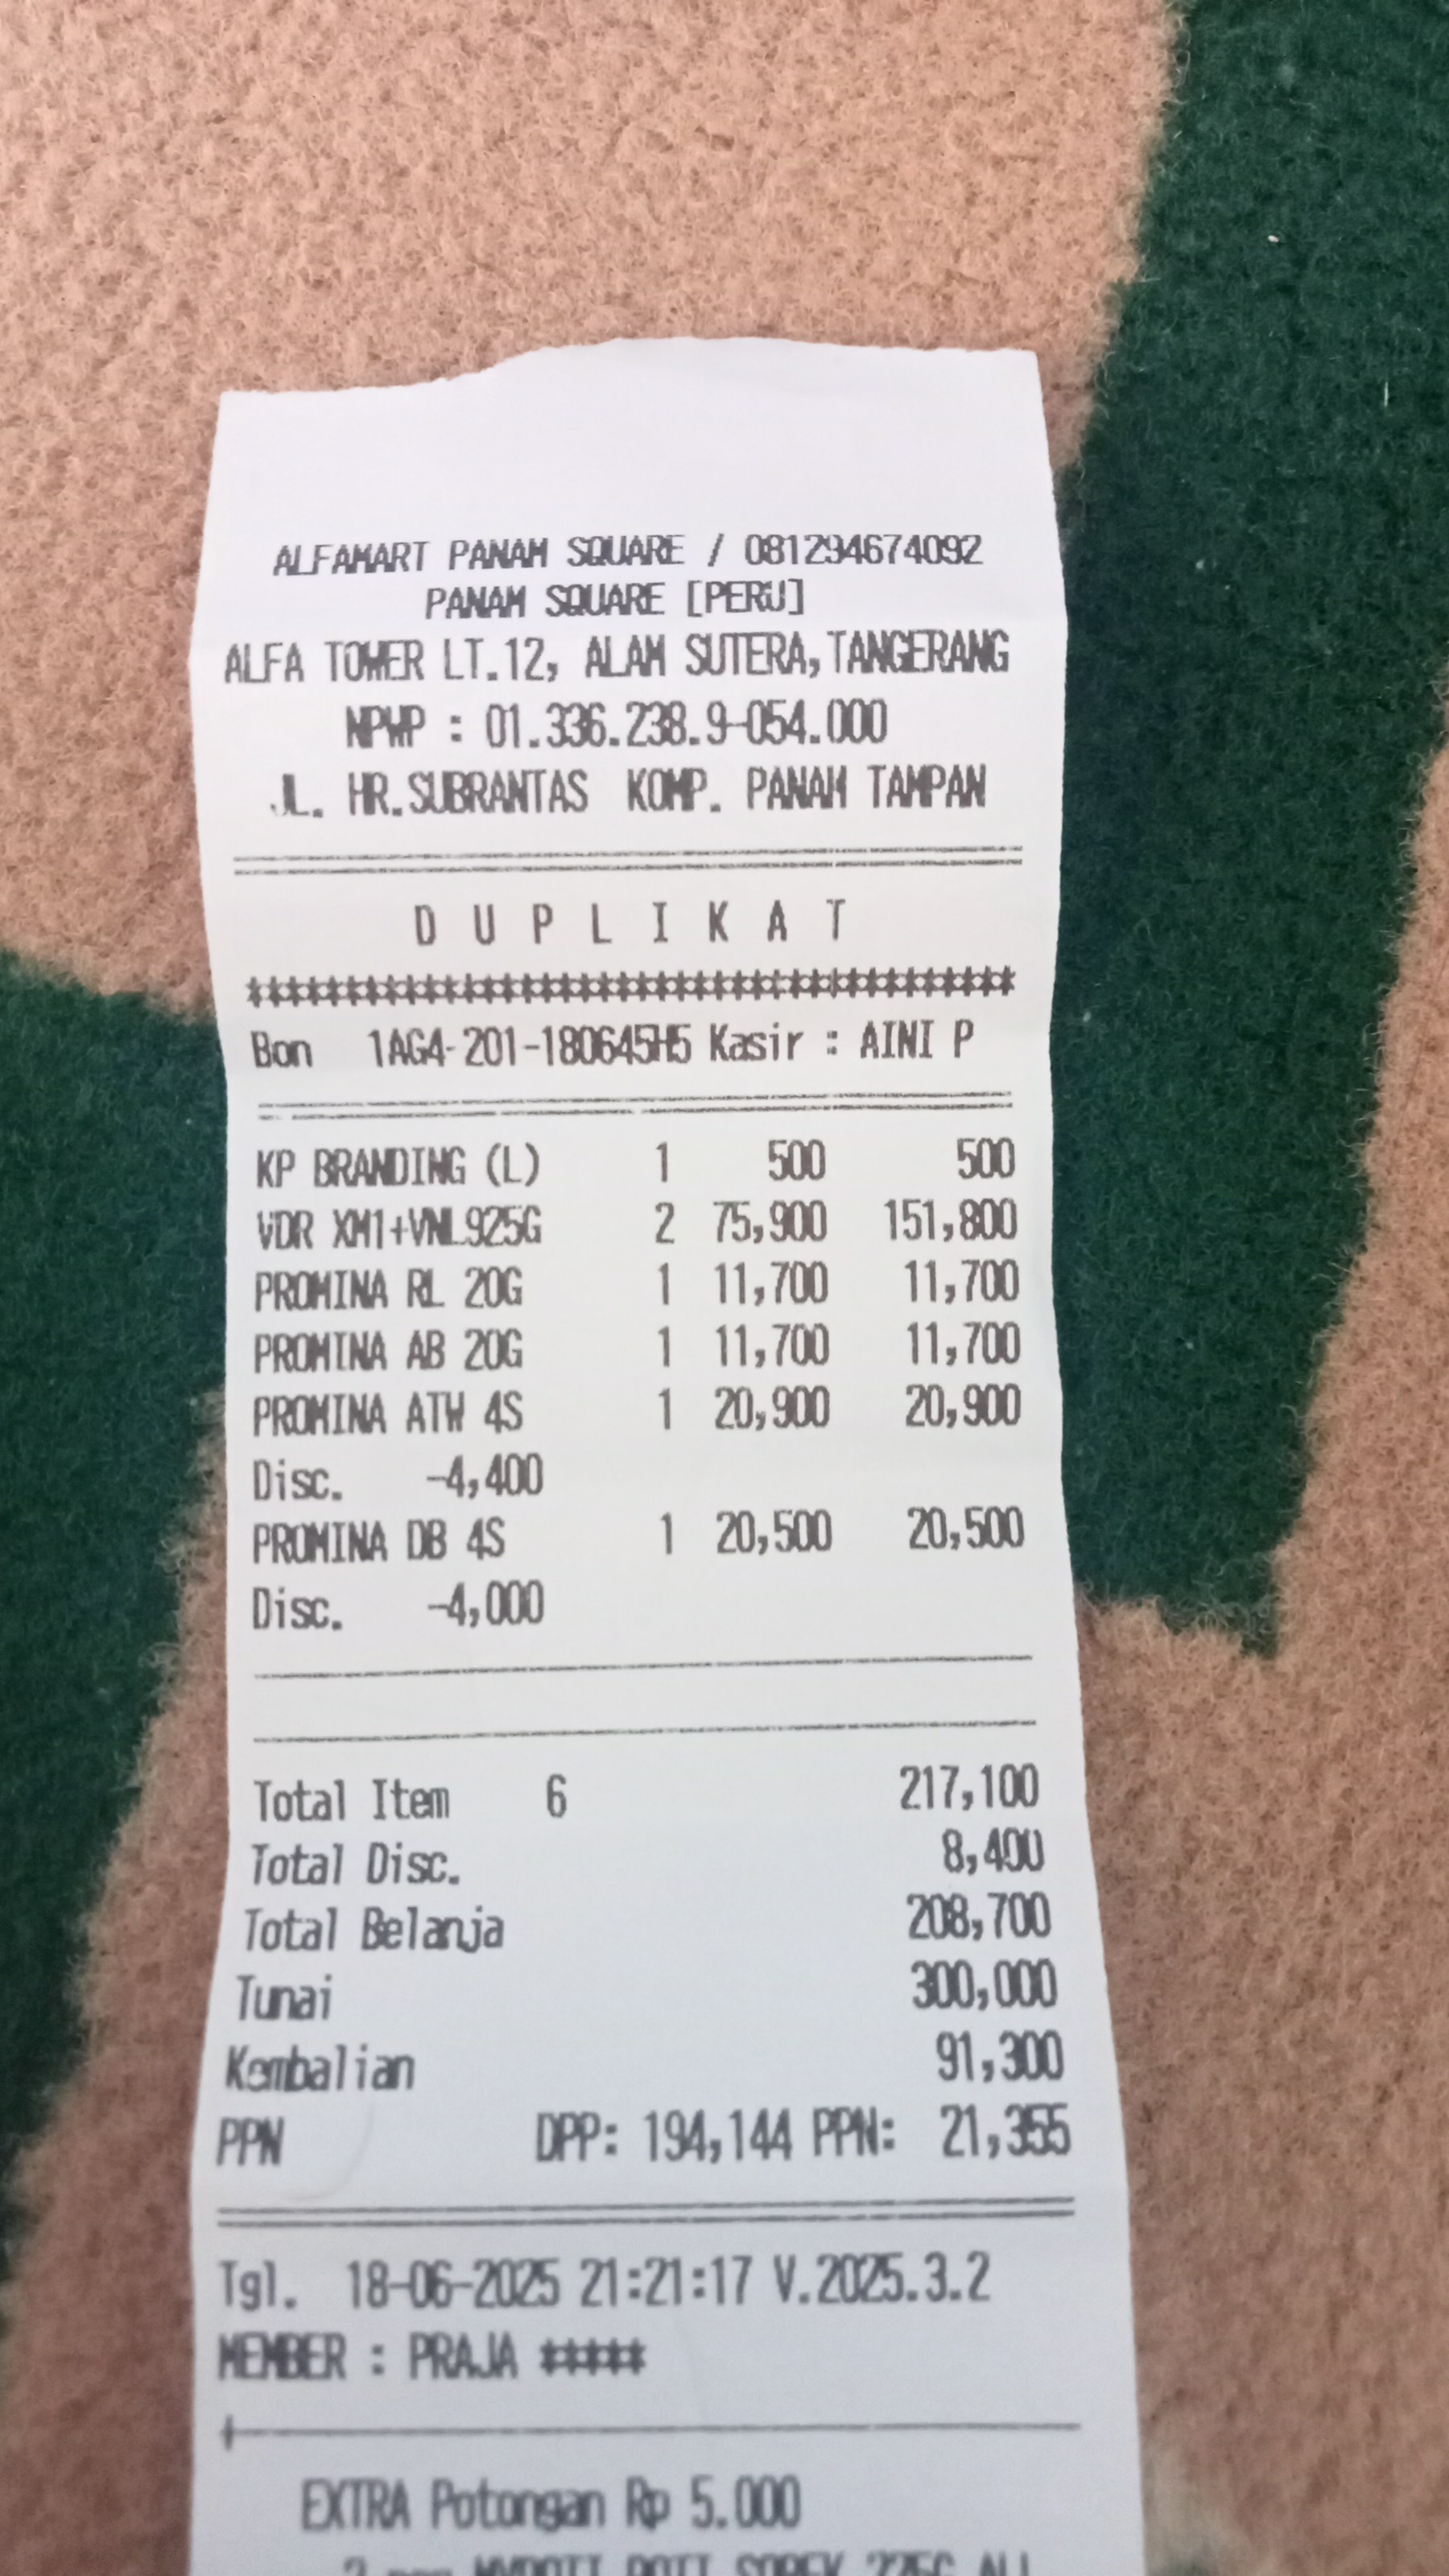 ALFAMART PANAM SQUARE / 081294674092
PANAM SQUARE [PERU]
ALFA TOWER LT.12, ALAM SUTERA,TANGERANG
NPWP : 01.336.238.9-054.000
JL. HR.SUBRANTAS KOMP. PANAM TAMPAN
D U P L I K A T
***************************************
Bon 1AG4-201-180645H5 Kasir : AINI P
KP BRANDING (L) 1 500 500
VDR XM1+VNL925G 2 75,900 151,800
PROMINA RL 20G 1 11,700 11,700
PROMINA AB 20G 1 11,700 11,700
PROMINA ATW 4S 1 20,900 20,900
Disc. -4,400
PROMINA DB 4S 1 20,500 20,500
Disc. -4,000
Total Item 6 217,100
Total Disc. 8,400
Total Belanja 208,700
Tunai 300,000
Kembalian 91,300
PPN DPP: 194,144 PPN: 21,355
Tgl. 18-06-2025 21:21:17 V.2025.3.2
MEMBER : PRAJA *****
EXTRA Potongan Rp 5.000